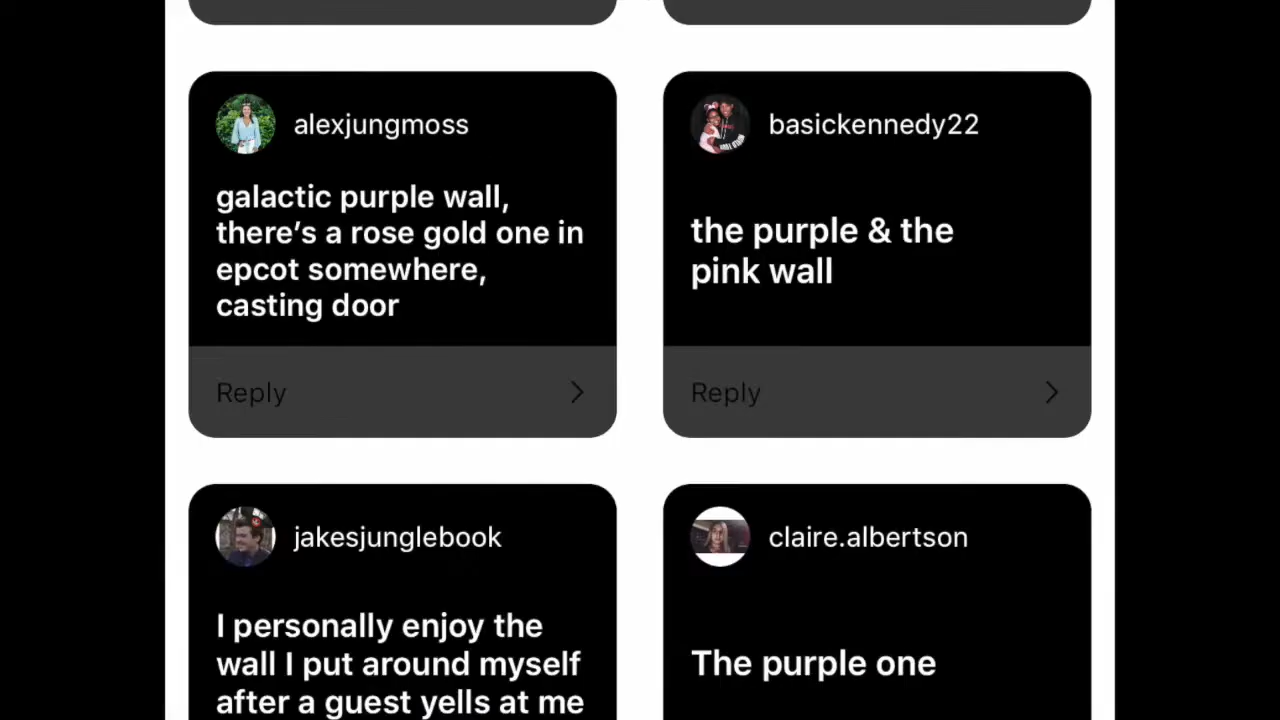 alexjungmoss
galactic purple wall,
there's a rose gold one in
epcot somewhere,
casting door
Reply
basickennedy22
the purple & the
pink wall
Reply
jakesjunglebook
I personally enjoy the
wall I put around myself
after a guest yells at me
claire.albertson
The purple one